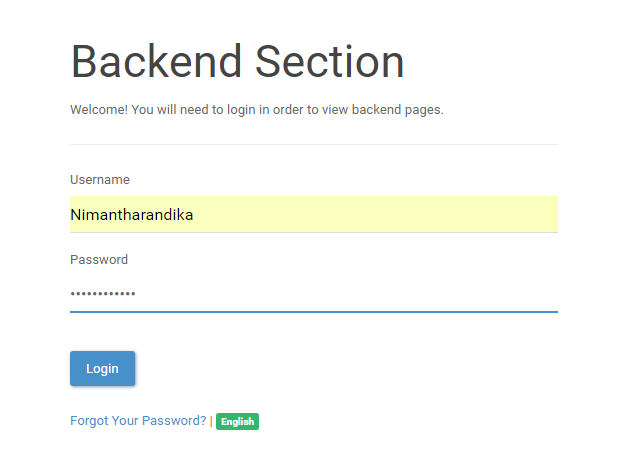 Backend Section
Welcome! You will need to login in order to view backend pages.
Username
Nimantharandika
Password
••••••••••••
Login
Forgot Your Password? | English